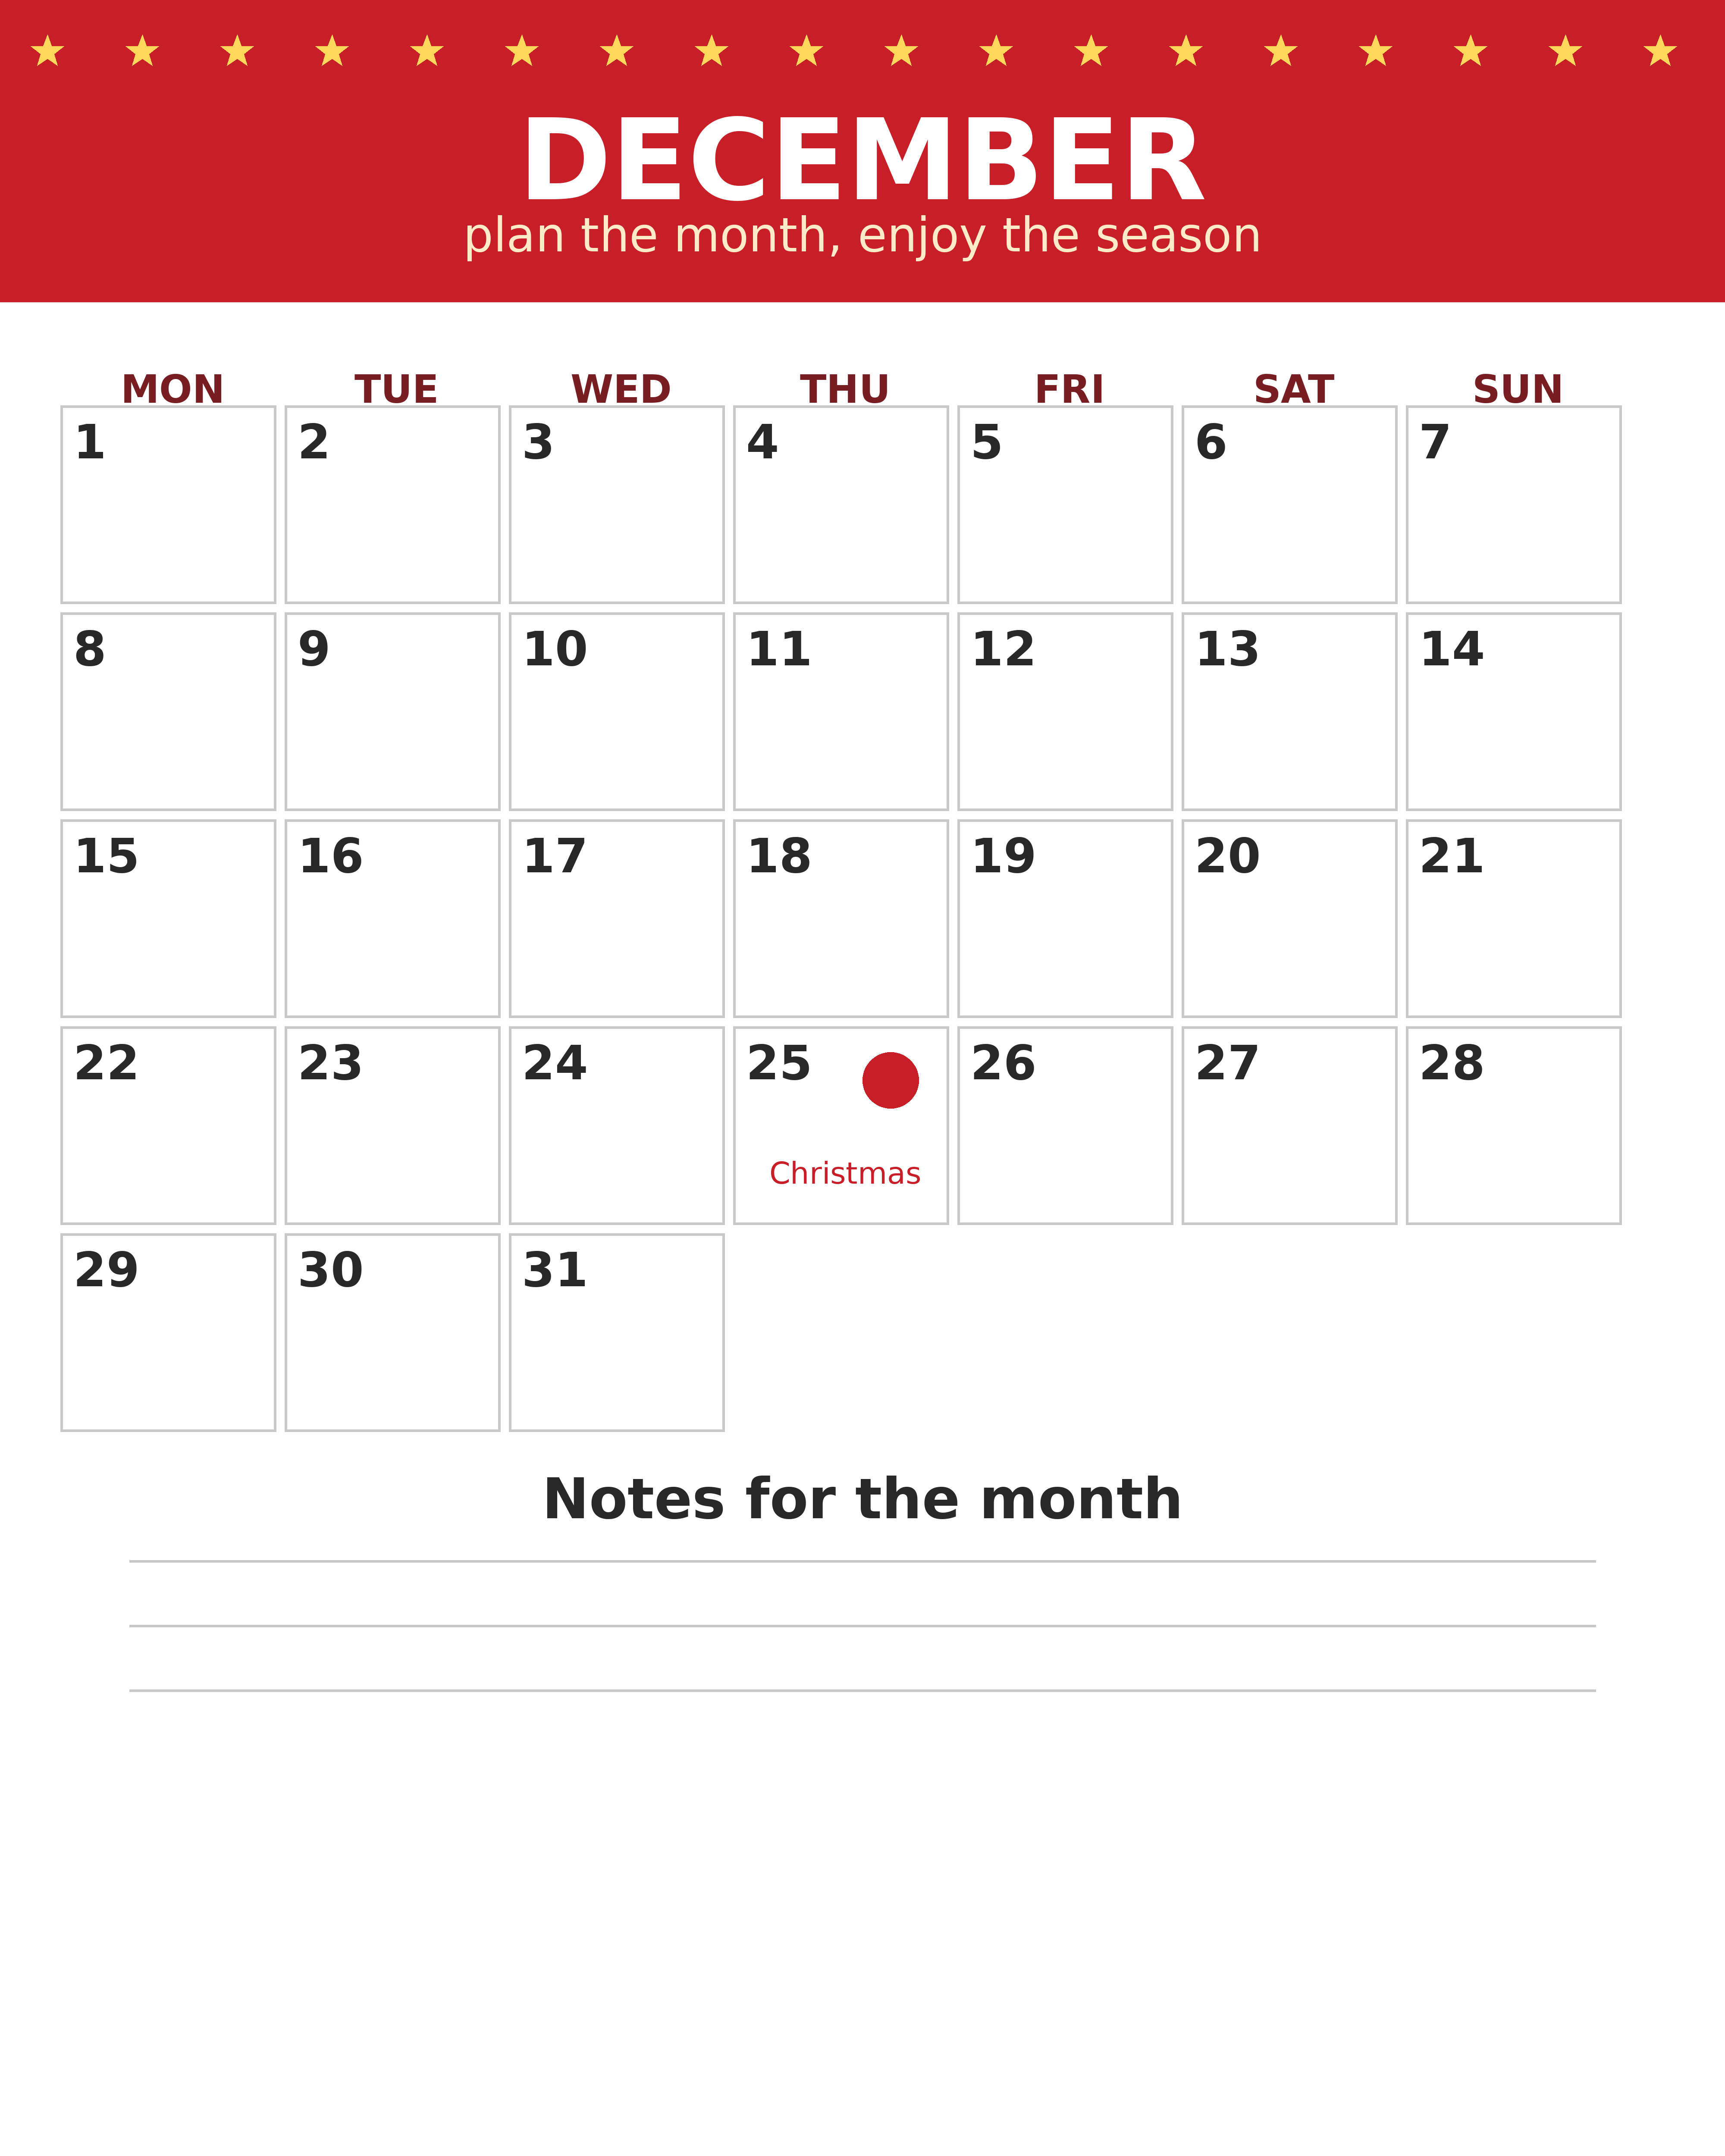 DECEMBER
plan the month, enjoy the season
MON TUE WED THU FRI SAT SUN
1 2 3 4 5 6 7
8 9 10 11 12 13 14
15 16 17 18 19 20 21
22 23 24 25 26 27 28
Christmas
29 30 31
Notes for the month